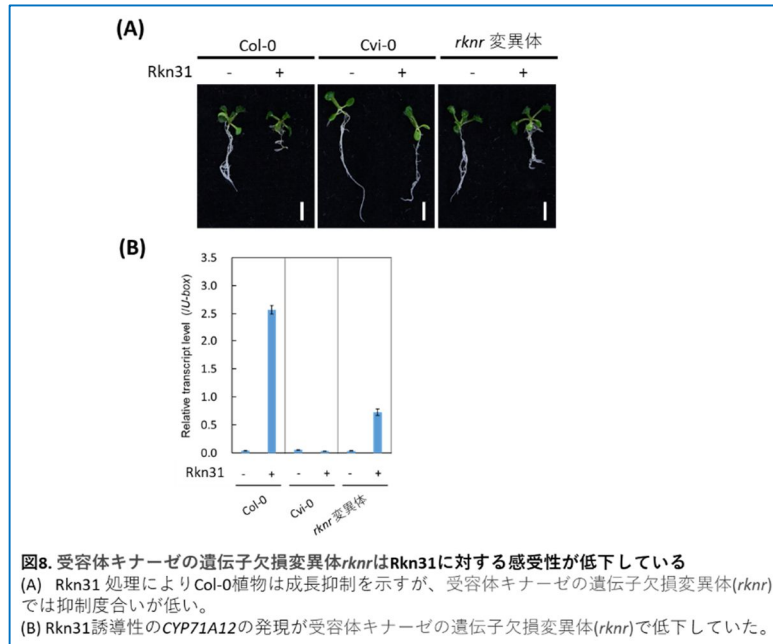 (A)
Col-0 Cvi-0 rknr 変異体
Rkn31 - + - + - +
(B)
Relative transcript level (/U-box)
3.5
3.0
2.5
2.0
1.5
1.0
0.5
0.0
Rkn31 - + - + - +
Col-0 Cvi-0 rknr 変異体
図8. 受容体キナーゼの遺伝子欠損変異体rknrはRkn31に対する感受性が低下している
(A) Rkn31 処理によりCol-0植物は成長抑制を示すが、受容体キナーゼの遺伝子欠損変異体(rknr)
では抑制度合いが低い。
(B) Rkn31誘導性のCYP71A12の発現が受容体キナーゼの遺伝子欠損変異体(rknr)で低下していた。